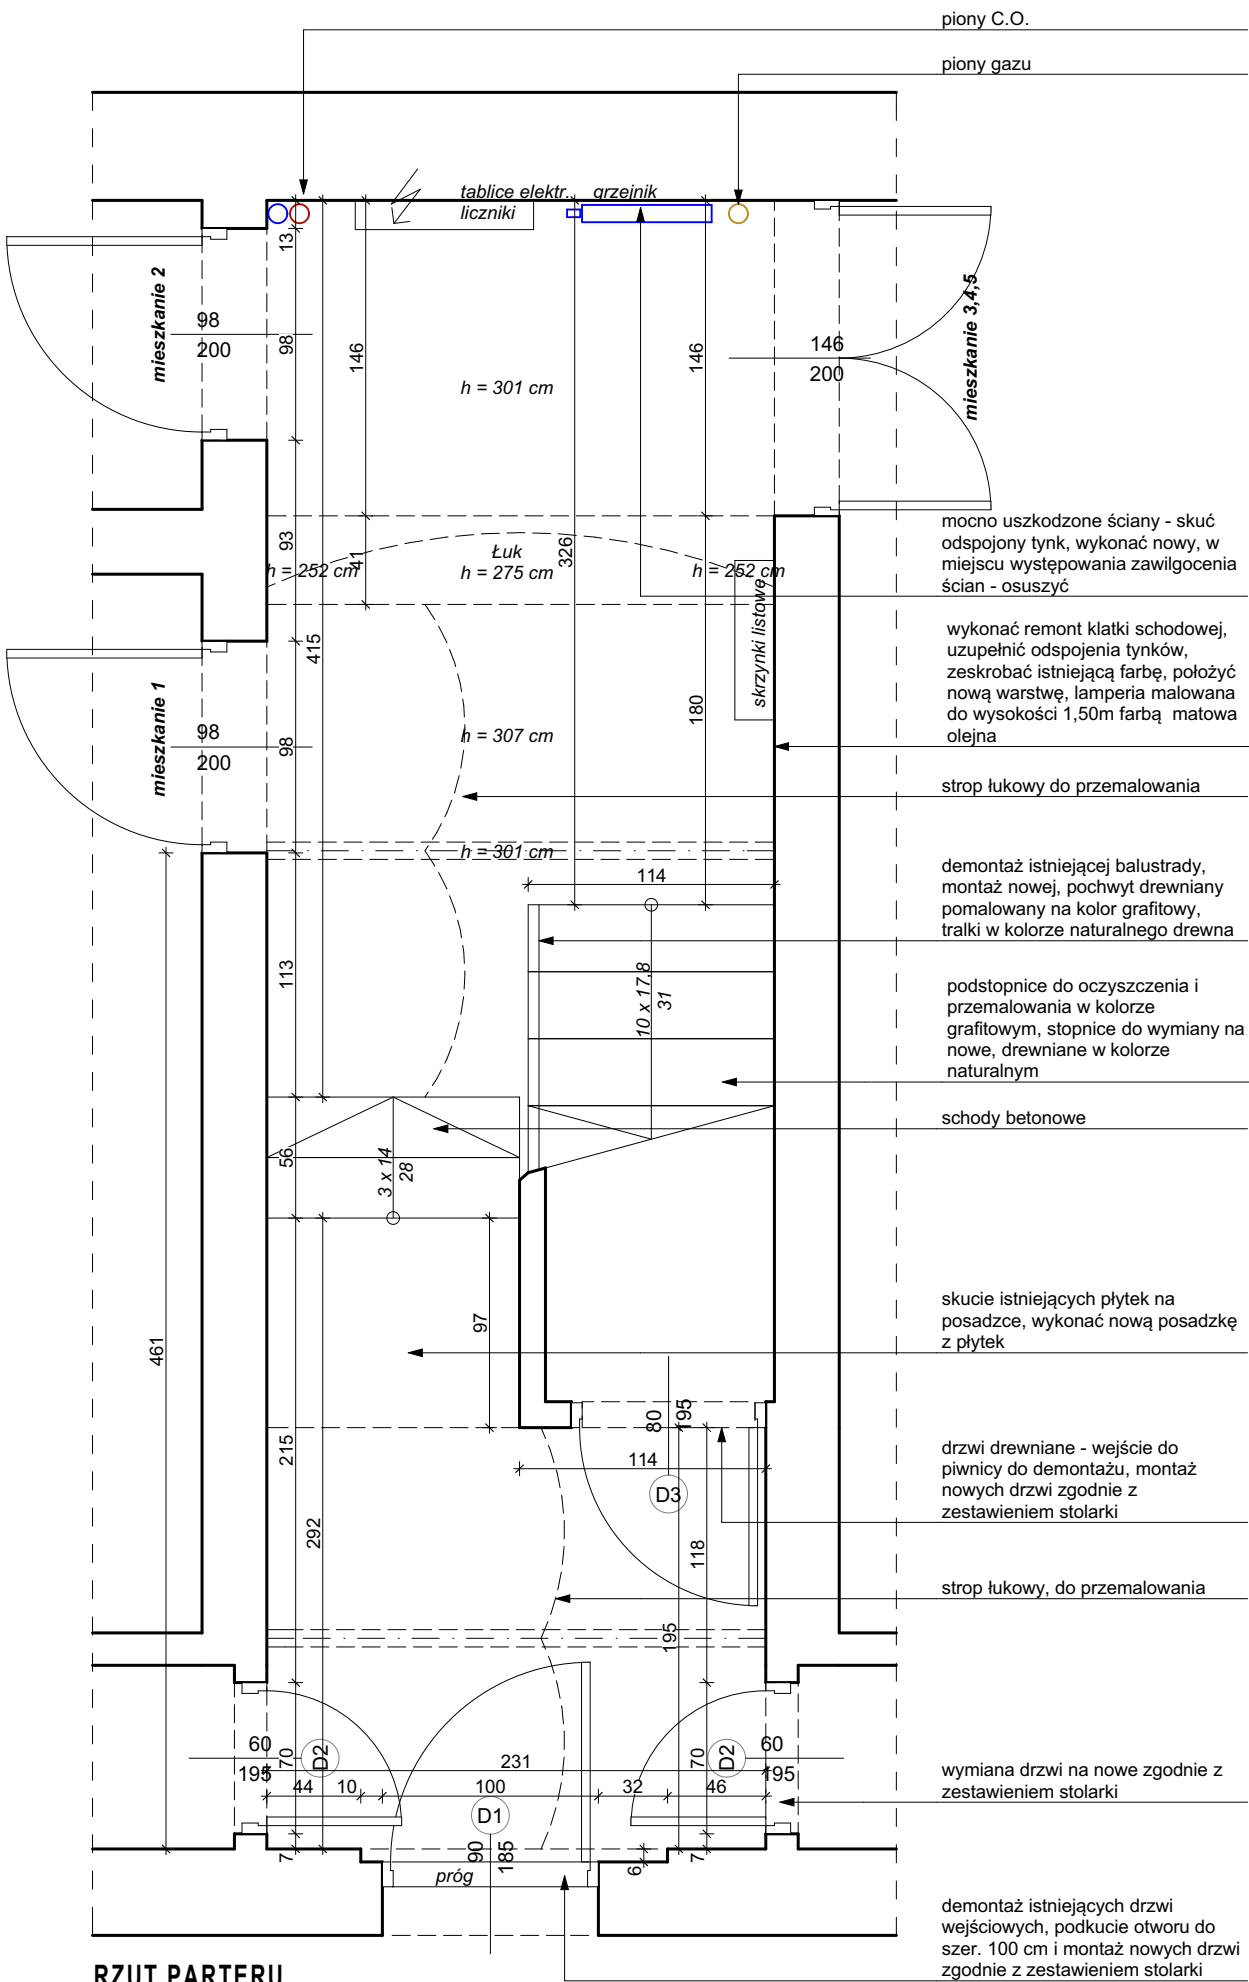 piony C.O.
piony gazu
tablice elektr.
liczniki
grzejnik
13
mieszkanie 2
98
200
98
146
146
146
200
mieszkanie 3,4,5
h = 301 cm
mocno uszkodzone ściany - skuć
odspojony tynk, wykonać nowy, w
miejscu występowania zawilgocenia
ścian - osuszyć
93
41
326
Łuk
h = 275 cm
h = 252 cm
h = 252 cm
skrzynki listowe
wykonać remont klatki schodowej,
uzupełnić odspojenia tynków,
zeskrobać istniejącą farbę, położyć
nową warstwę, lamperia malowana
do wysokości 1,50m farbą  matowa
olejna
415
180
mieszkanie 1
98
200
98
h = 307 cm
strop łukowy do przemalowania
h = 301 cm
114
demontaż istniejącej balustrady,
montaż nowej, pochwyt drewniany
pomalowany na kolor grafitowy,
tralki w kolorze naturalnego drewna
113
10 x 17,8
31
podstopnice do oczyszczenia i
przemalowania w kolorze
grafitowym, stopnice do wymiany na
nowe, drewniane w kolorze
naturalnym
schody betonowe
56
3 x 14
28
97
461
skucie istniejących płytek na
posadzce, wykonać nową posadzkę
z płytek
215
80
195
114
D3
drzwi drewniane - wejście do
piwnicy do demontażu, montaż
nowych drzwi zgodnie z
zestawieniem stolarki
292
118
strop łukowy, do przemalowania
195
60
195
70
D2
231
D2
70
60
195
44
10
100
32
46
wymiana drzwi na nowe zgodnie z
zestawieniem stolarki
D1
90
185
7
6
7
próg
demontaż istniejących drzwi
wejściowych, podkucie otworu do
szer. 100 cm i montaż nowych drzwi
zgodnie z zestawieniem stolarki
RZUT PARTERU